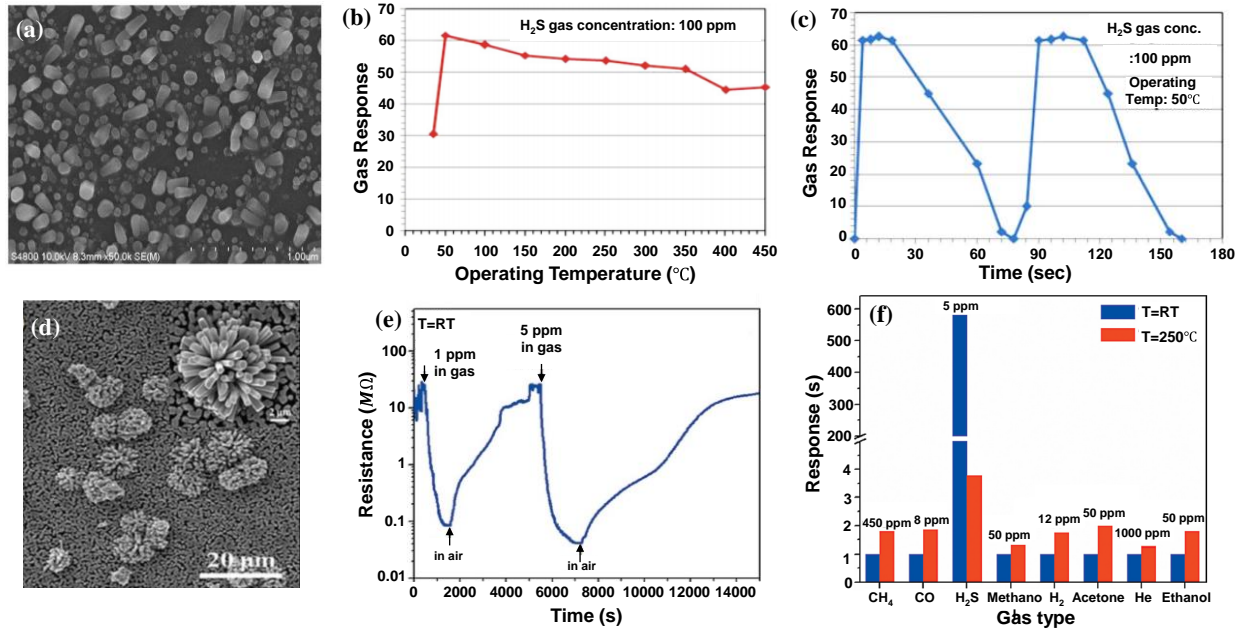 (a)
S4800 10.0kV 8.3mm x50.0k SE(M)
1.00um
(b)
H₂S gas concentration: 100 ppm
Gas Response
70
60
50
40
30
20
10
0
0 50 100 150 200 250 300 350 400 450
Operating Temperature (°C)
(c)
H₂S gas conc.
:100 ppm
Operating
Temp: 50°C
Gas Response
70
60
50
40
30
20
10
0
0 30 60 90 120 150 180
Time (sec)
(d)
2 μm
20 μm
(e)
T=RT
1 ppm
in gas
5 ppm
in gas
in air
in air
Resistance (MΩ)
100
10
1
0.1
0.01
0 2000 4000 6000 8000 10000 12000 14000
Time (s)
(f)
T=RT
T=250°C
Response (s)
600
500
400
300
200
4
3
2
1
0
450 ppm
8 ppm
5 ppm
50 ppm
12 ppm
50 ppm
1000 ppm
50 ppm
CH₄ CO H₂S Methano H₂ Acetone He Ethanol
Gas type